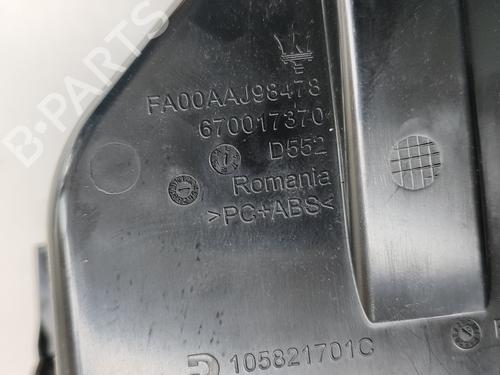 B-PARTS
FA00AAJ98478
670017370
D552
Romania
>PC+ABS<
105821701C